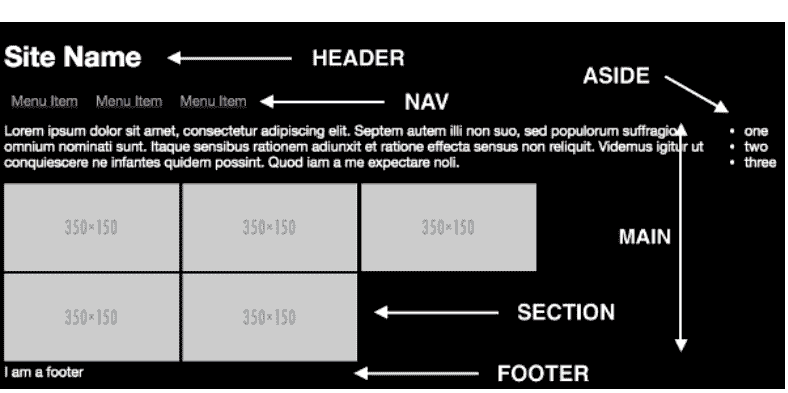 Site Name
HEADER
ASIDE
Menu Item Menu Item Menu Item
NAV
Lorem ipsum dolor sit amet, consectetur adipiscing elit. Septem autem illi non suo, sed populorum suffragio
omnium nominati sunt. Itaque sensibus rationem adiunxit et ratione effecta sensus non reliquit. Videmus igitur ut
conquiescere ne infantes quidem possint. Quod iam a me expectare noli.
• one
• two
• three
350×150 350×150 350×150
MAIN
350×150 350×150
SECTION
I am a footer
FOOTER